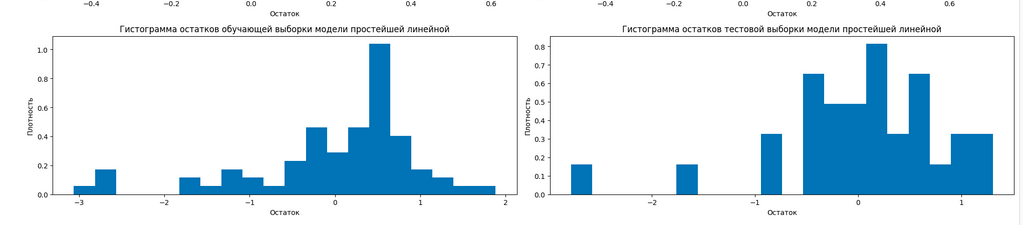 −0.4 −0.2 0.0 0.2 0.4 0.6
Остаток
−0.4 −0.2 0.0 0.2 0.4 0.6
Остаток
Гистограмма остатков обучающей выборки модели простейшей линейной
1.0
0.8
0.6
0.4
0.2
0.0
Плотность
−3 −2 −1 0 1 2
Остаток
Гистограмма остатков тестовой выборки модели простейшей линейной
0.8
0.7
0.6
0.5
0.4
0.3
0.2
0.1
0.0
Плотность
−2 −1 0 1
Остаток